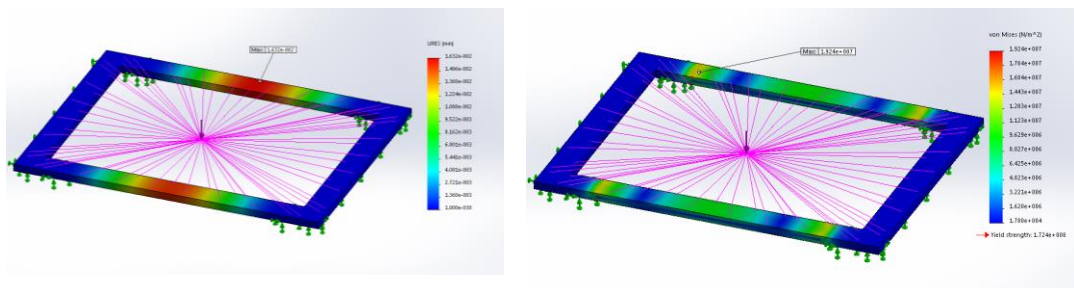 Max: 1.632e-002
URES (mm)
1.632e-002
1.496e-002
1.360e-002
1.224e-002
1.088e-002
9.522e-003
8.162e-003
6.801e-003
5.441e-003
4.081e-003
2.721e-003
1.360e-003
1.000e-030
Max: 1.924e+007
von Mises (N/m^2)
1.924e+007
1.764e+007
1.604e+007
1.443e+007
1.283e+007
1.123e+007
9.629e+006
8.027e+006
6.425e+006
4.823e+006
3.221e+006
1.620e+006
1.780e+004
Yield strength: 1.724e+008